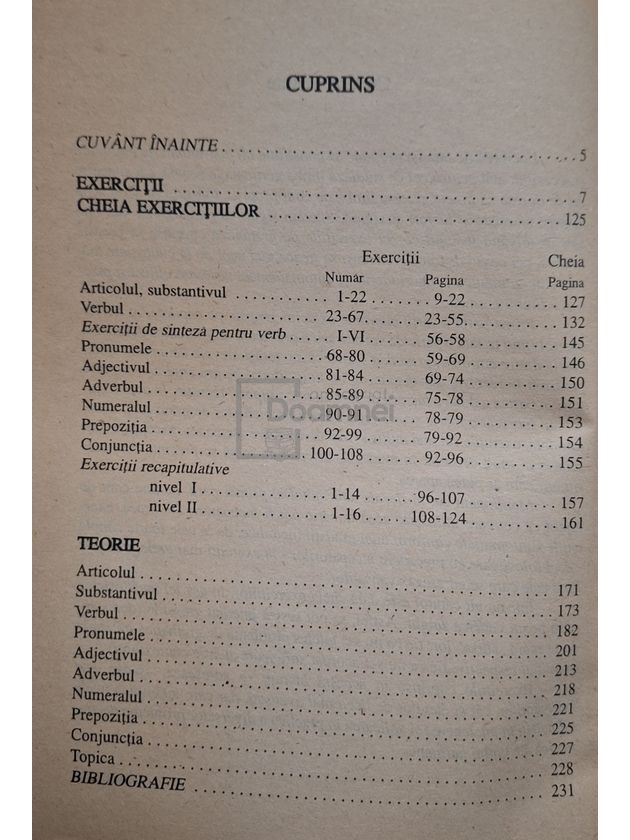 CUPRINS
CUVÂNT ÎNAINTE ........................................ 5
EXERCIŢII ........................................ 7
CHEIA EXERCIŢIILOR ........................................ 125
Exerciţii Cheia
Număr Pagina Pagina
Articolul, substantivul ............ 1-22 ....... 9-22 ............ 127
Verbul ........................ 23-67 ...... 23-55 ............ 132
Exerciţii de sinteză pentru verb ..... I-VI ....... 56-58 ............ 145
Pronumele ..................... 68-80 ...... 59-69 ............ 146
Adjectivul ..................... 81-84 ...... 69-74 ............ 150
Adverbul ...................... 85-89 ...... 75-78 ............ 151
Numeralul ..................... 90-91 ...... 78-79 ............ 153
Prepoziţia ..................... 92-99 ...... 79-92 ............ 154
Conjuncţia ................... 100-108 ...... 92-96 ............ 155
Exerciţii recapitulative
nivel I ................ 1-14 ...... 96-107 ............ 157
nivel II ................ 1-16 ...... 108-124 ............ 161
TEORIE
Articolul ........................................ 171
Substantivul ........................................ 173
Verbul ........................................ 182
Pronumele ........................................ 201
Adjectivul ........................................ 213
Adverbul ........................................ 218
Numeralul ........................................ 221
Prepoziţia ........................................ 225
Conjuncţia ........................................ 227
Topica ........................................ 228
BIBLIOGRAFIE ........................................ 231